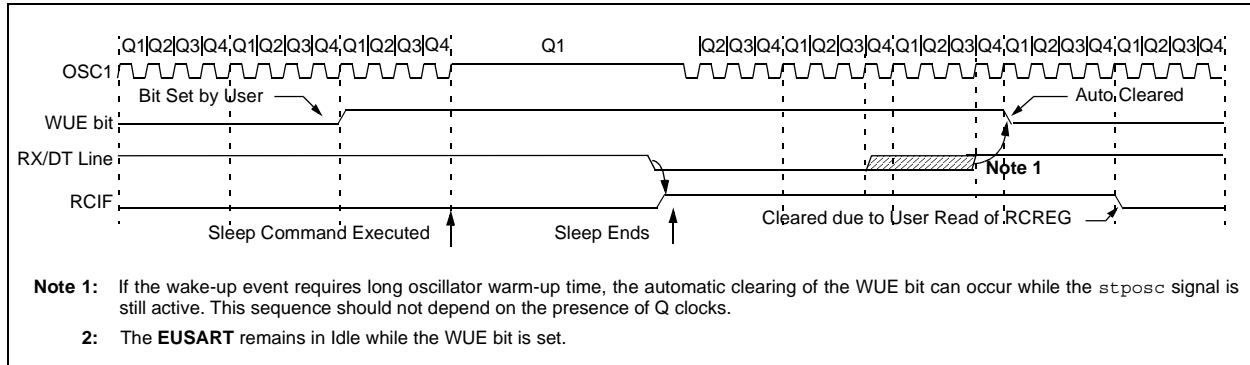 Q1|Q2|Q3|Q4|Q1|Q2|Q3|Q4|Q1|Q2|Q3|Q4 Q1 Q2|Q3|Q4|Q1|Q2|Q3|Q4|Q1|Q2|Q3|Q4|Q1|Q2|Q3|Q4|Q1|Q2|Q3|Q4
OSC1
Bit Set by User Auto Cleared
WUE bit
RX/DT Line
Note 1
RCIF
Cleared due to User Read of RCREG
Sleep Command Executed Sleep Ends
Note 1: If the wake-up event requires long oscillator warm-up time, the automatic clearing of the WUE bit can occur while the stposc signal is
still active. This sequence should not depend on the presence of Q clocks.
2: The EUSART remains in Idle while the WUE bit is set.